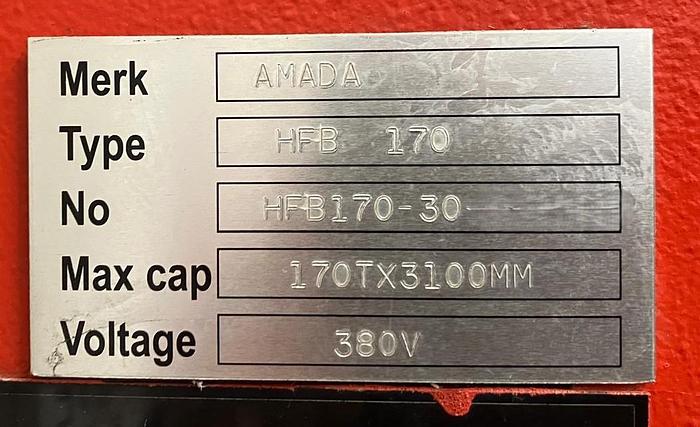 Merk AMADA
Type HFB 170
No HFB170-30
Max cap 170TX3100MM
Voltage 380V